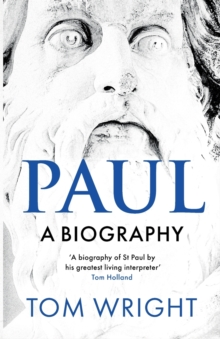 PAUL
A BIOGRAPHY
‘A biography of St Paul by
his greatest living interpreter’
Tom Holland
TOM WRIGHT